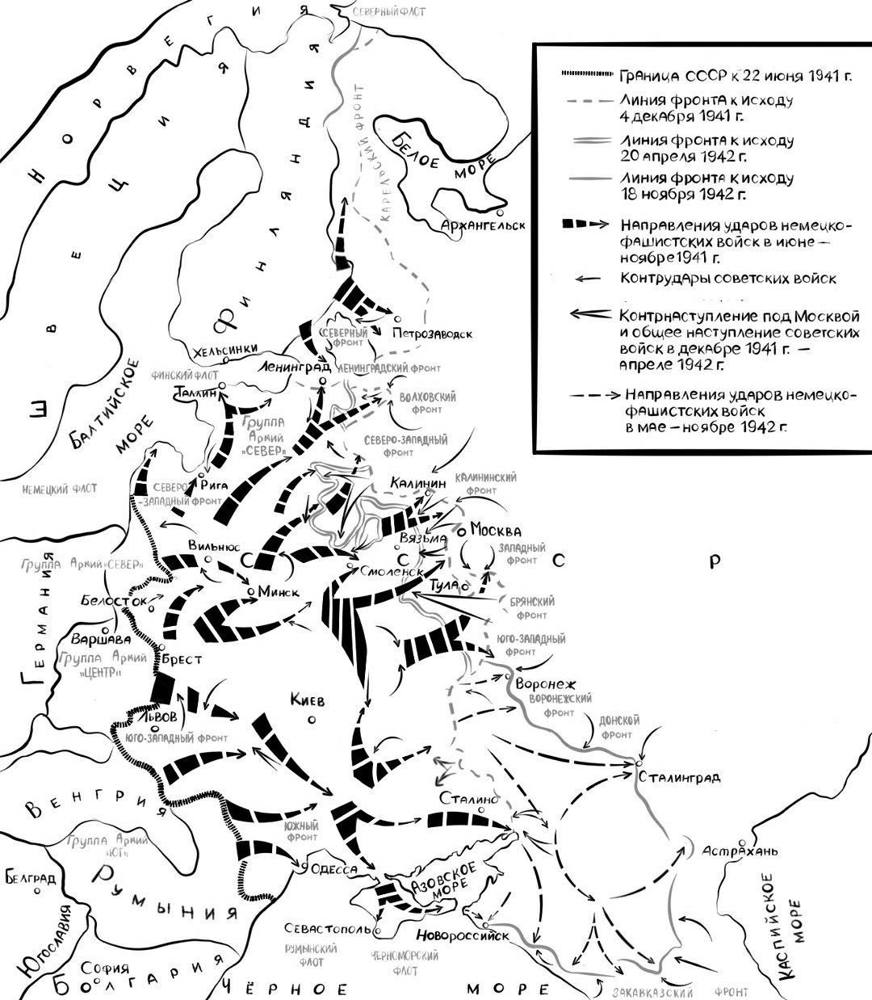 СЕВЕРНЫЙ ФЛОТ
НОРВЕГИЯ
ШВЕЦИЯ
ФИНЛЯНДИЯ
КАРЕЛЬСКИЙ ФРОНТ
БЕЛОЕ МОРЕ
Архангельск
Граница СССР к 22 июня 1941 г.
Линия фронта к исходу
4 декабря 1941 г.
Линия фронта к исходу
20 апреля 1942 г.
Линия фронта к исходу
18 ноября 1942 г.
Направления ударов немецко-
фашистских войск в июне –
ноябре 1941 г.
Контрудары советских войск
Контрнаступление под Москвой
и общее наступление советских
войск в декабре 1941 г. –
апреле 1942 г.
Направления ударов немецко-
фашистских войск
в мае – ноябре 1942 г.
Петрозаводск
СЕВЕРНЫЙ
ФРОНТ
Хельсинки
ФИНСКИЙ ФЛОТ
Ленинград
ЛЕНИНГРАДСКИЙ ФРОНТ
Таллин
БАЛТИЙСКОЕ
МОРЕ
ВОЛХОВСКИЙ
ФРОНТ
Группа
Армий
"СЕВЕР"
СЕВЕРО-ЗАПАДНЫЙ
ФРОНТ
НЕМЕЦКИЙ ФЛОТ
СЕВЕРО
-ЗАПАДНЫЙ ФРОНТ
Рига
Калинин
КАЛИНИНСКИЙ
ФРОНТ
Москва
Вязьма
ЗАПАДНЫЙ
ФРОНТ
Вильнюс
С С С Р
Смоленск
Группа Армий "СЕВЕР"
ГЕРМАНИЯ
Минск
Тула
Белосток
БРЯНСКИЙ
ФРОНТ
Варшава
Группа Армий
"ЦЕНТР"
Брест
ЮГО-ЗАПАДНЫЙ
ФРОНТ
Воронеж
ВОРОНЕЖСКИЙ
ФРОНТ
Киев
Львов
ЮГО-ЗАПАДНЫЙ ФРОНТ
ДОНСКОЙ
ФРОНТ
Сталинград
ВЕНГРИЯ
Сталино
ЮЖНЫЙ
ФРОНТ
Группа Армий
"ЮГ"
Астрахань
Белград
РУМЫНИЯ
Одесса
АЗОВСКОЕ
МОРЕ
КАСПИЙСКОЕ
МОРЕ
Севастополь
Новороссийск
ЮГОСЛАВИЯ
РУМЫНСКИЙ
ФЛОТ
ЧЕРНОМОРСКИЙ
ФЛОТ
София
БОЛГАРИЯ
ЧЁРНОЕ МОРЕ
ЗАКАВКАЗСКИЙ ФРОНТ